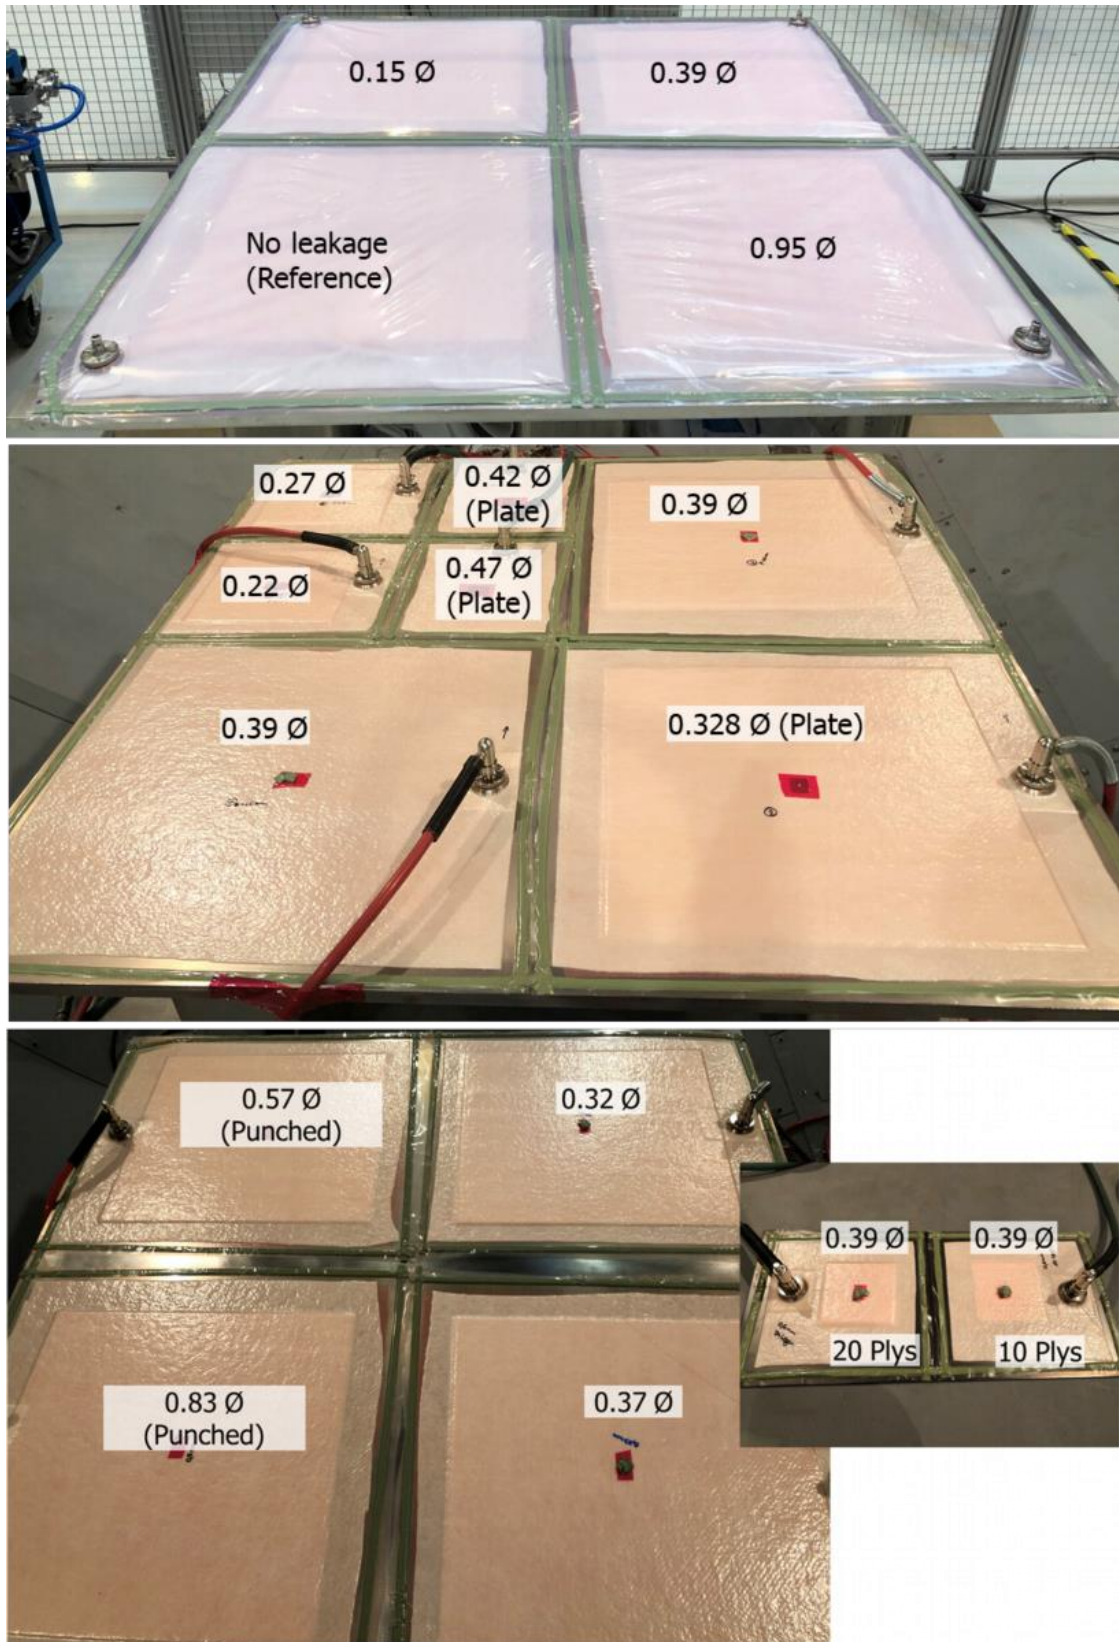 0.15 Ø
0.39 Ø
No leakage
(Reference)
0.95 Ø
0.27 Ø
0.42 Ø
(Plate)
0.39 Ø
0.22 Ø
0.47 Ø
(Plate)
0.39 Ø
0.328 Ø (Plate)
0.57 Ø
(Punched)
0.32 Ø
0.39 Ø
0.39 Ø
20 Plys
10 Plys
0.83 Ø
(Punched)
0.37 Ø